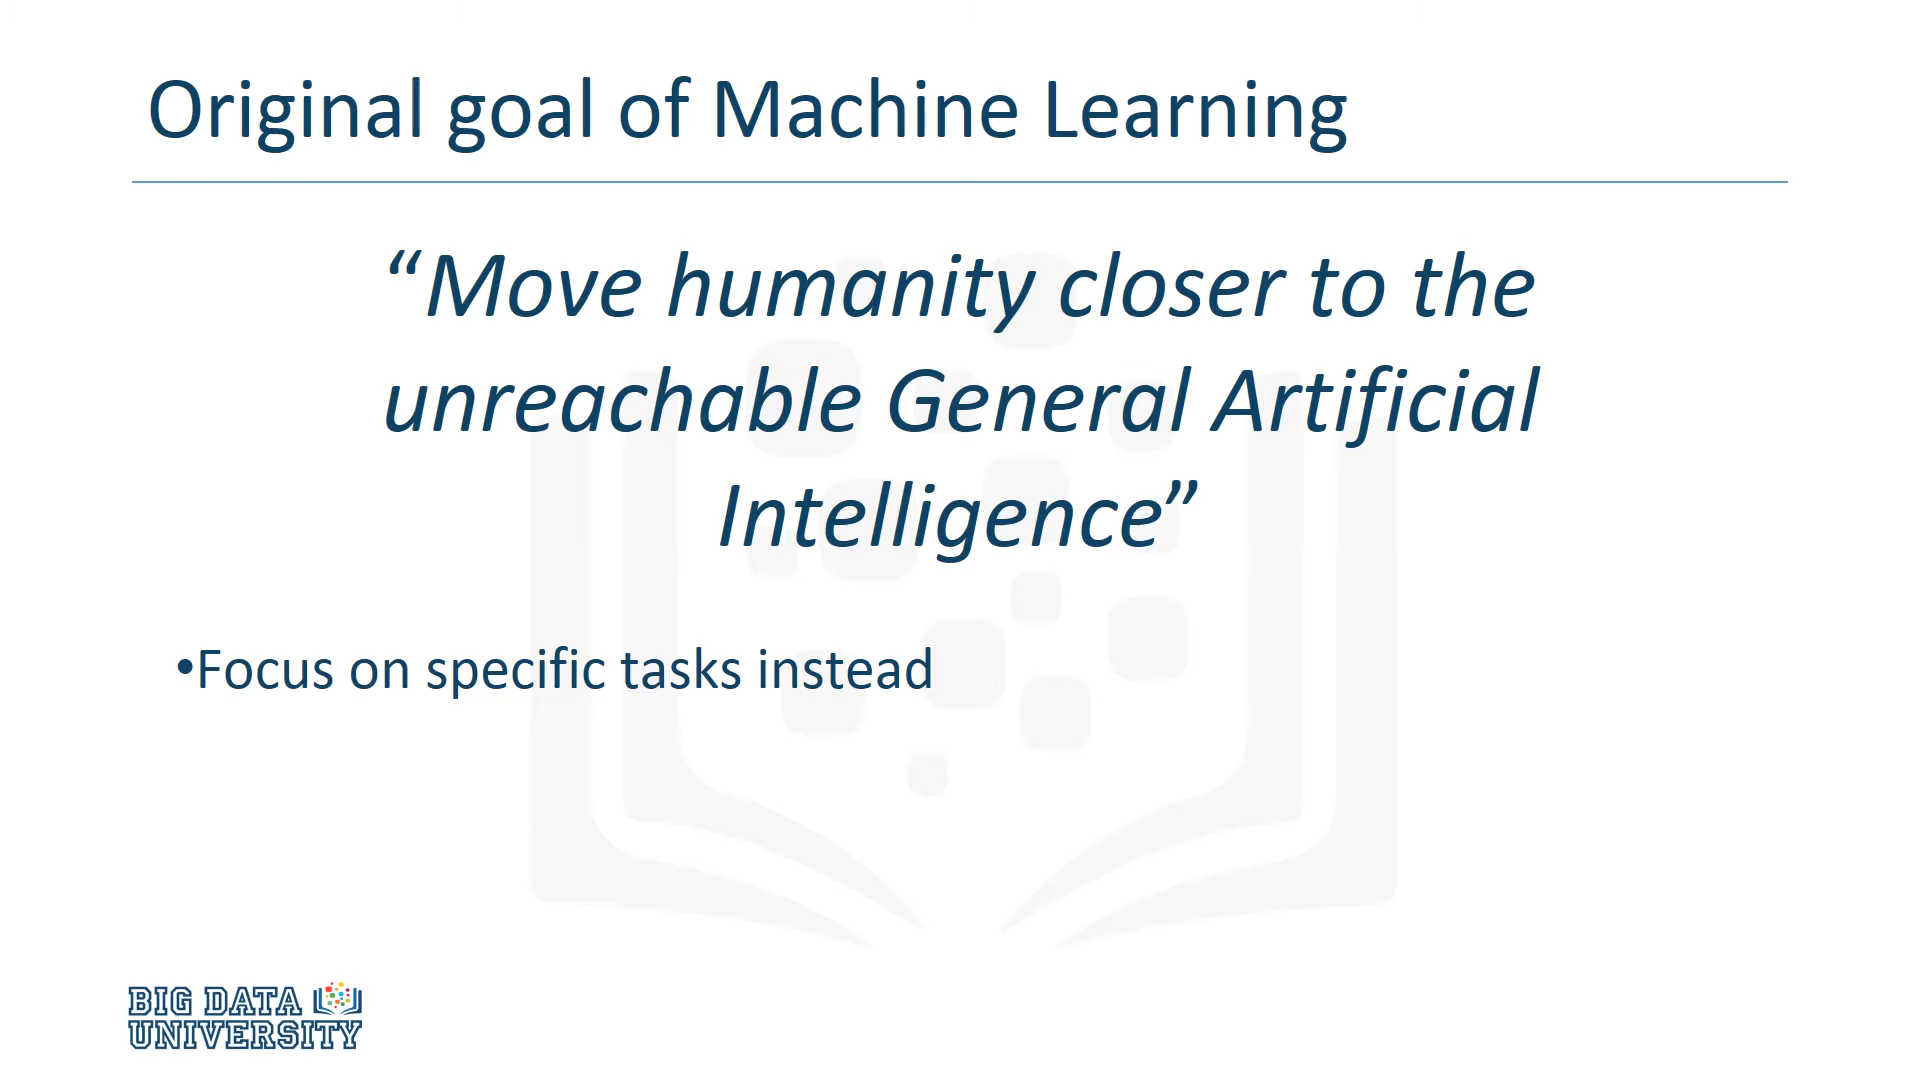 Original goal of Machine Learning
“Move humanity closer to the
unreachable General Artificial
Intelligence”
•Focus on specific tasks instead
BIG DATA
UNIVERSITY